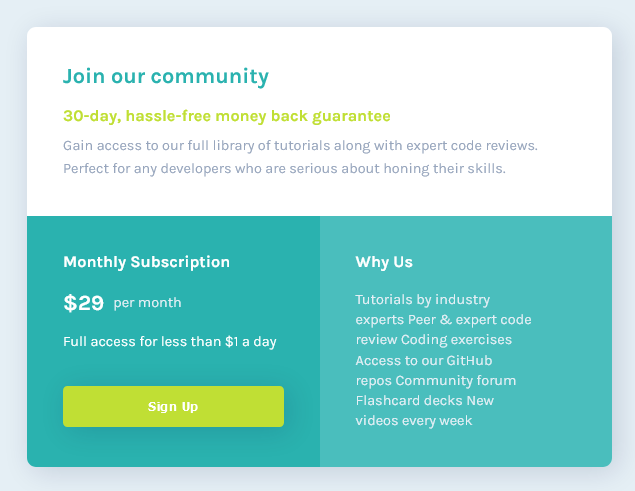 Join our community
30-day, hassle-free money back guarantee
Gain access to our full library of tutorials along with expert code reviews.
Perfect for any developers who are serious about honing their skills.
Monthly Subscription
$29 per month
Full access for less than $1 a day
Sign Up
Why Us
Tutorials by industry
experts Peer & expert code
review Coding exercises
Access to our GitHub
repos Community forum
Flashcard decks New
videos every week